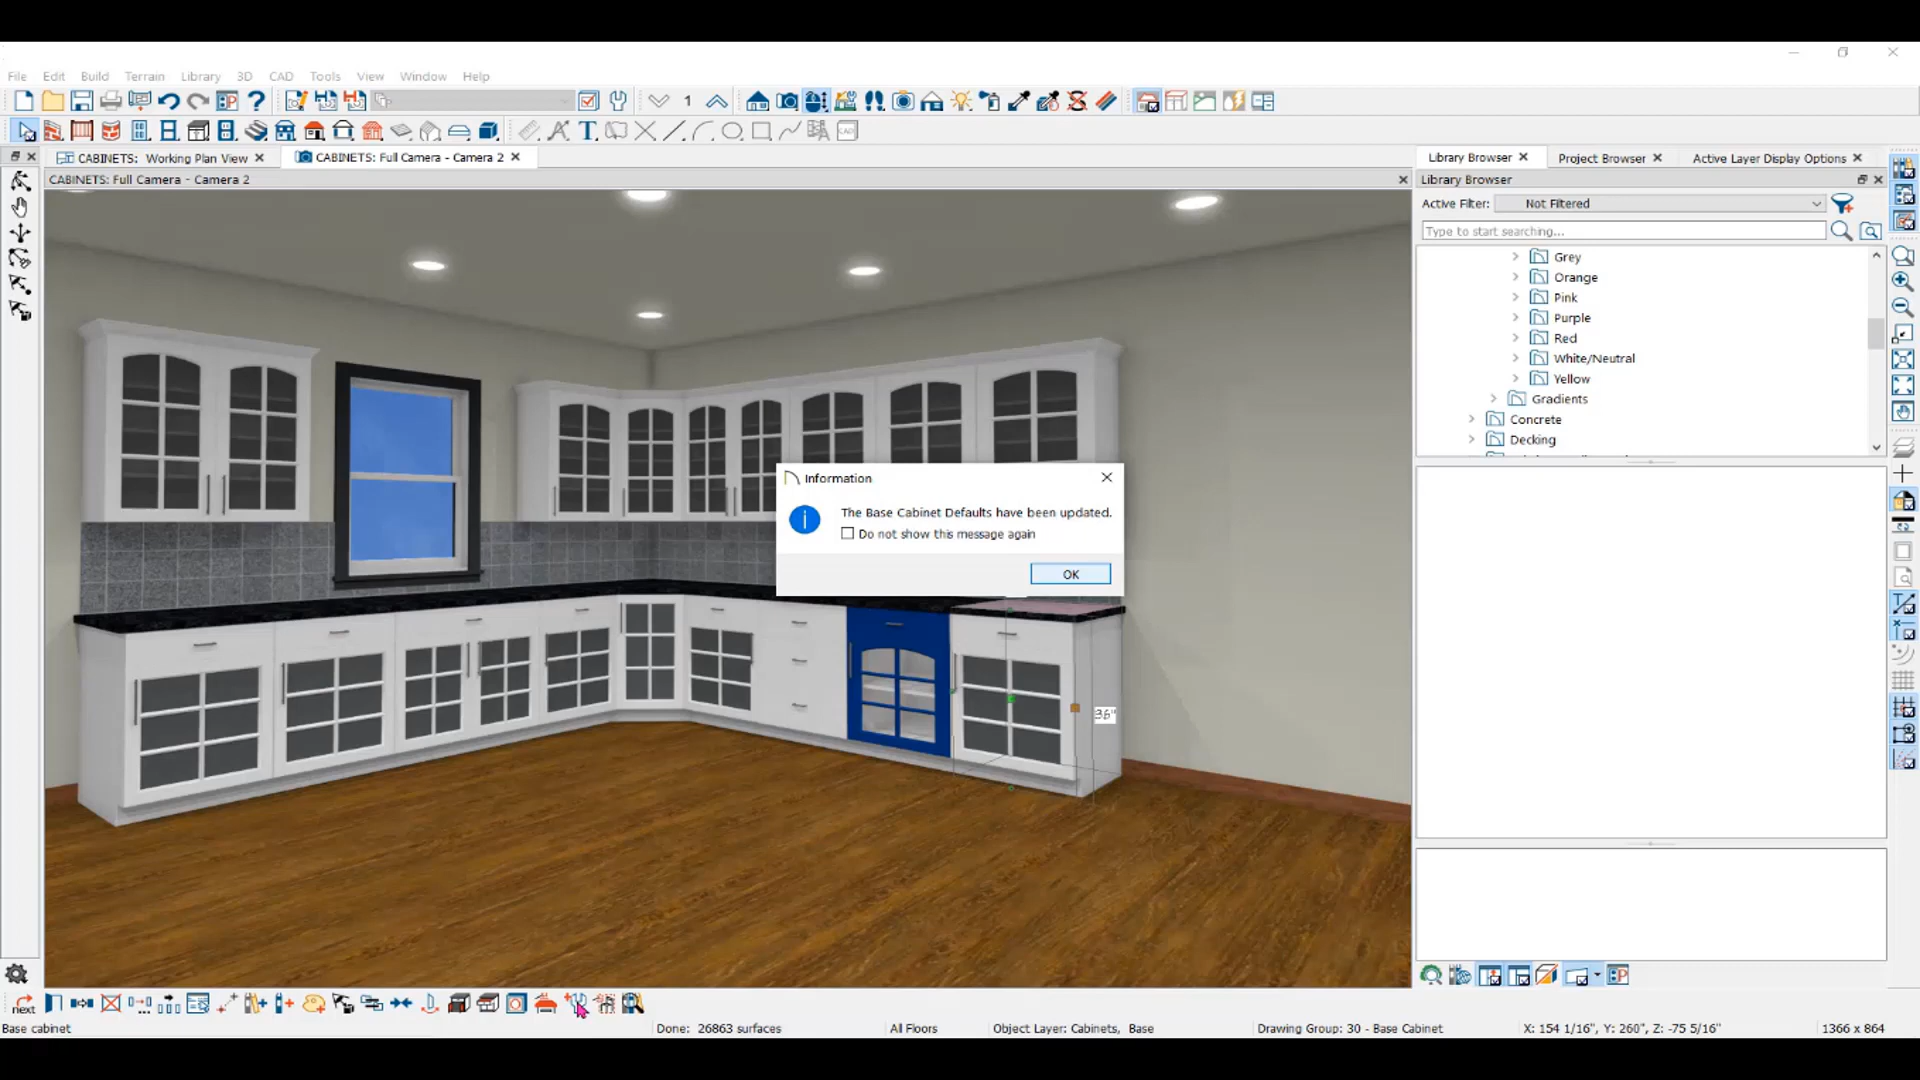 File Edit Build Terrain Library 3D CAD Tools View Window Help
1
CABINETS: Working Plan View
CABINETS: Full Camera - Camera 2
Library Browser
Project Browser
Active Layer Display Options
CABINETS: Full Camera - Camera 2
Library Browser
Active Filter: Not Filtered
Type to start searching...
Grey
Orange
Pink
Purple
Red
White/Neutral
Yellow
Gradients
Concrete
Decking
Information
The Base Cabinet Defaults have been updated.
Do not show this message again
OK
36"
next
Base cabinet
Done: 26863 surfaces
All Floors
Object Layer: Cabinets, Base
Drawing Group: 30 - Base Cabinet
X: 154 1/16", Y: 260", Z: -75 5/16"
1366 x 864